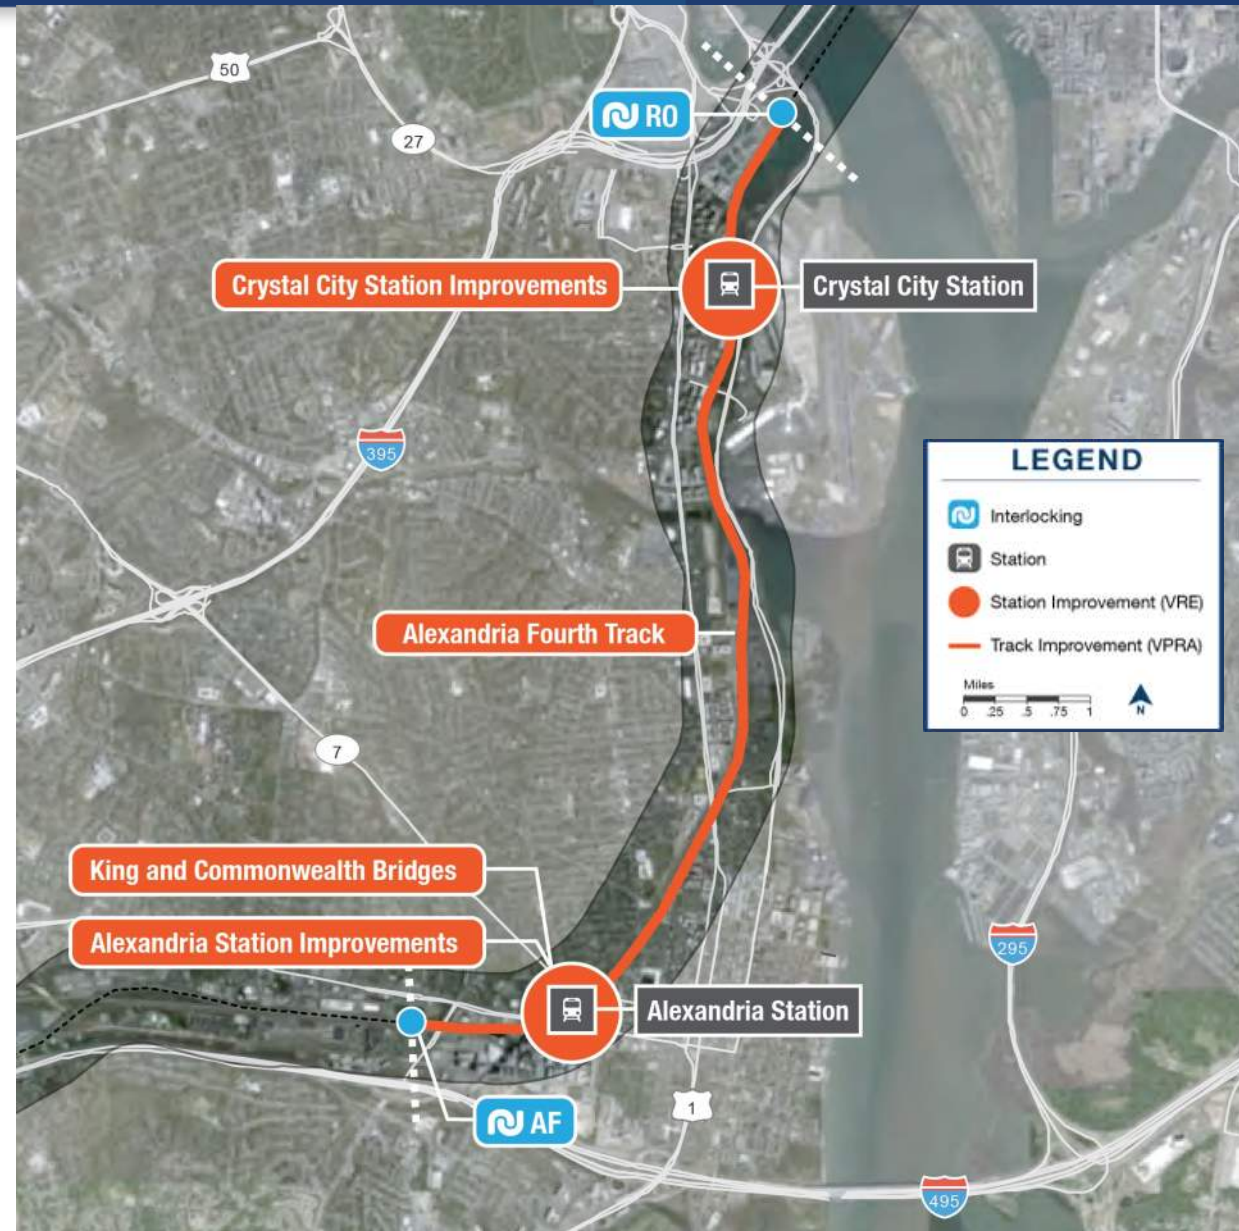 50
27
RO
Crystal City Station Improvements
Crystal City Station
395
LEGEND
Interlocking
Station
Station Improvement (VRE)
Track Improvement (VPRA)
Miles
0 .25 .5 .75 1
N
Alexandria Fourth Track
7
King and Commonwealth Bridges
Alexandria Station Improvements
295
Alexandria Station
AF
1
495